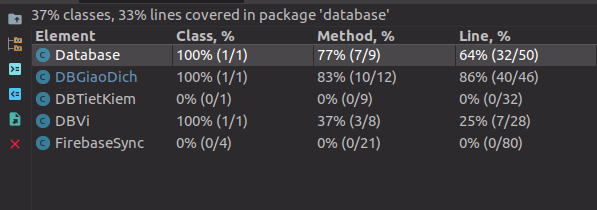 37% classes, 33% lines covered in package 'database'
Element Class, % Method, % Line, %
C Database 100% (1/1) 77% (7/9) 64% (32/50)
C DBGiaoDich 100% (1/1) 83% (10/12) 86% (40/46)
C DBTietKiem 0% (0/1) 0% (0/9) 0% (0/32)
C DBVi 100% (1/1) 37% (3/8) 25% (7/28)
C FirebaseSync 0% (0/4) 0% (0/21) 0% (0/80)